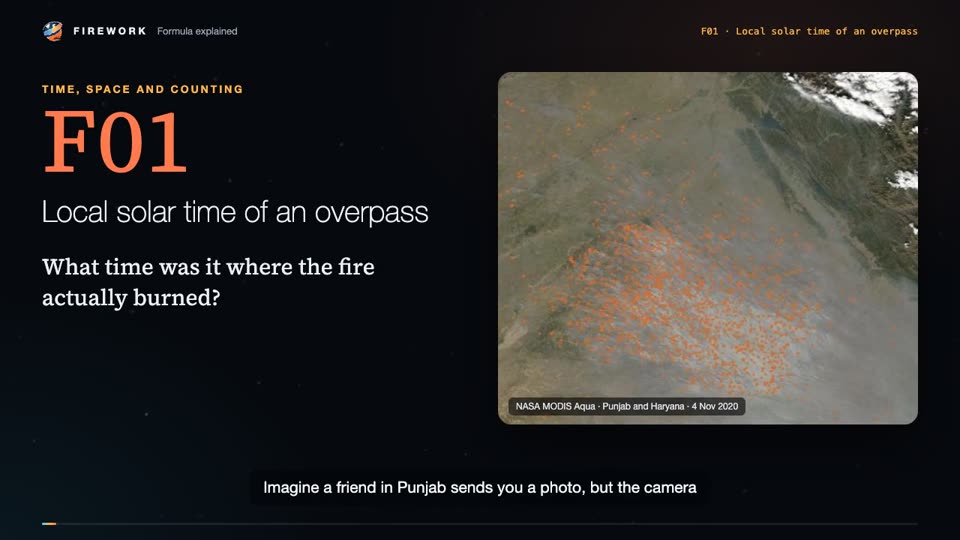 FIREWORK Formula explained
F01 · Local solar time of an overpass
TIME, SPACE AND COUNTING
F01
Local solar time of an overpass
What time was it where the fire
actually burned?
NASA MODIS Aqua · Punjab and Haryana · 4 Nov 2020
Imagine a friend in Punjab sends you a photo, but the camera